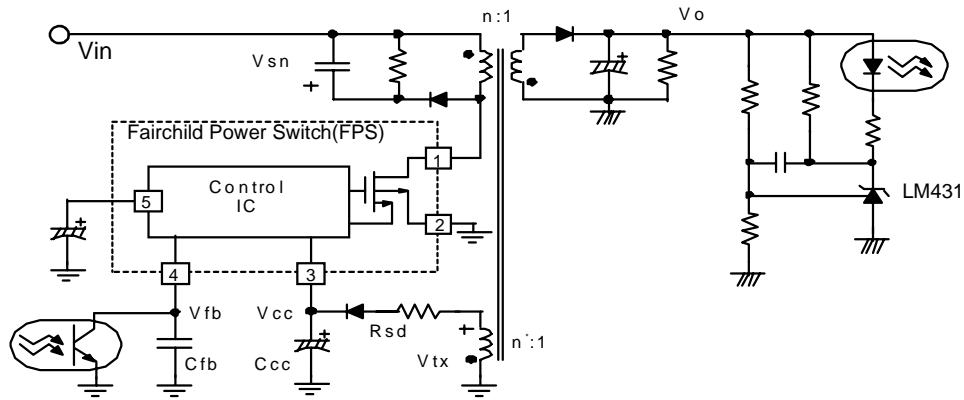 n:1
Vo
Vin
Vsn
+
Fairchild Power Switch(FPS)
1
Control
IC
5
+
2
LM431
4
3
Vfb
Vcc
Rsd
+
+
n':1
Cfb
Ccc
Vtx